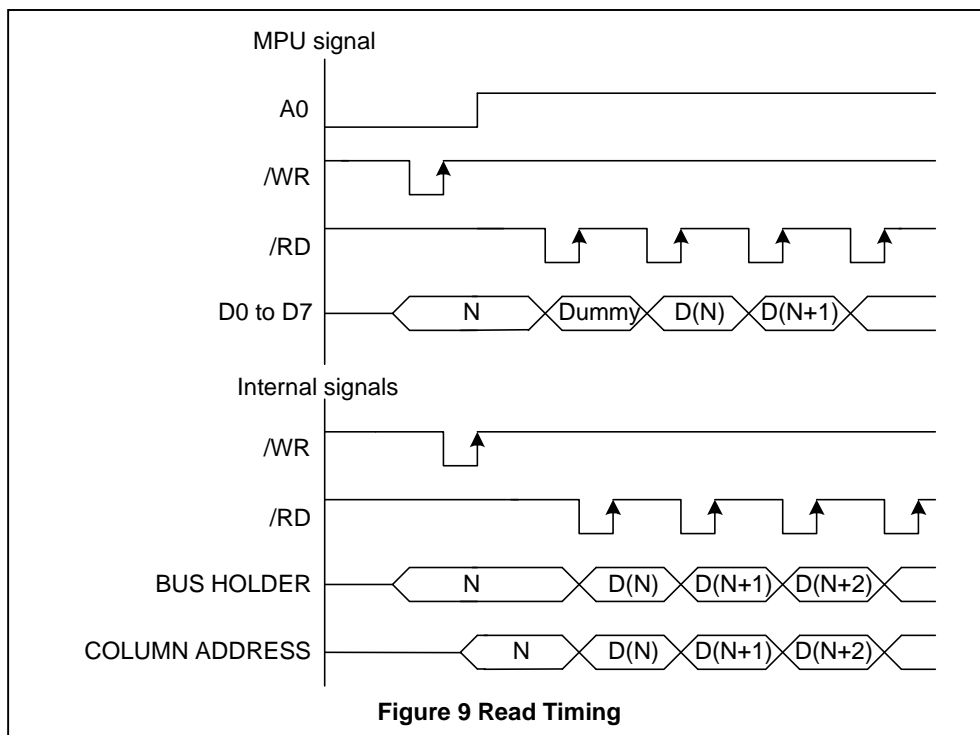 MPU signal
A0
/WR
/RD
D0 to D7 N Dummy D(N) D(N+1)
Internal signals
/WR
/RD
BUS HOLDER N D(N) D(N+1) D(N+2)
COLUMN ADDRESS N D(N) D(N+1) D(N+2)
Figure 9 Read Timing